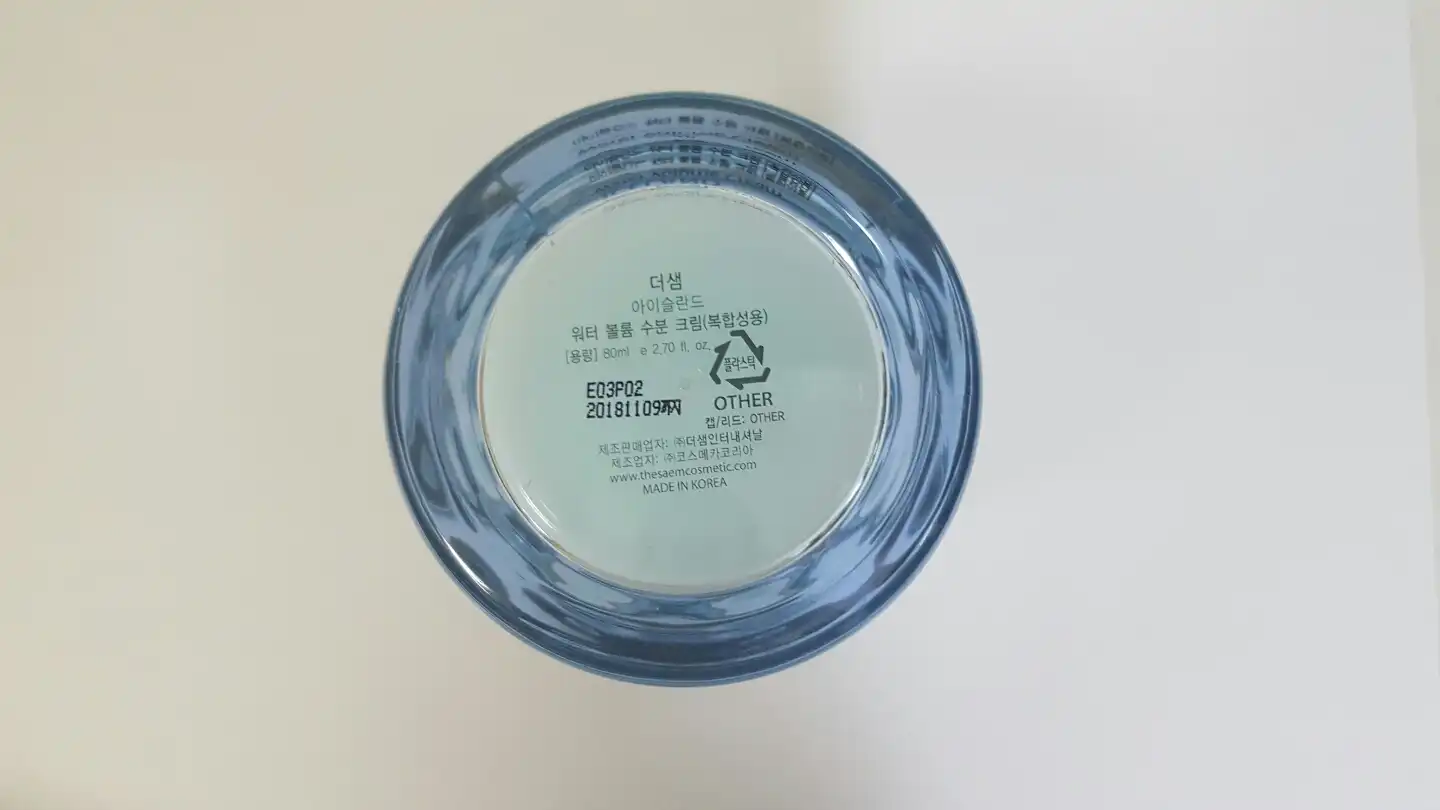 더샘
아이슬란드
워터 볼륨 수분 크림(복합성용)
[용량] 80ml e 2.70 fl. oz.
플라스틱
OTHER
캡/리드: OTHER
E03P02
20181109까지
제조판매업자: ㈜더샘인터내셔날
제조업자: ㈜코스메카코리아
www.thesaemcosmetic.com
MADE IN KOREA